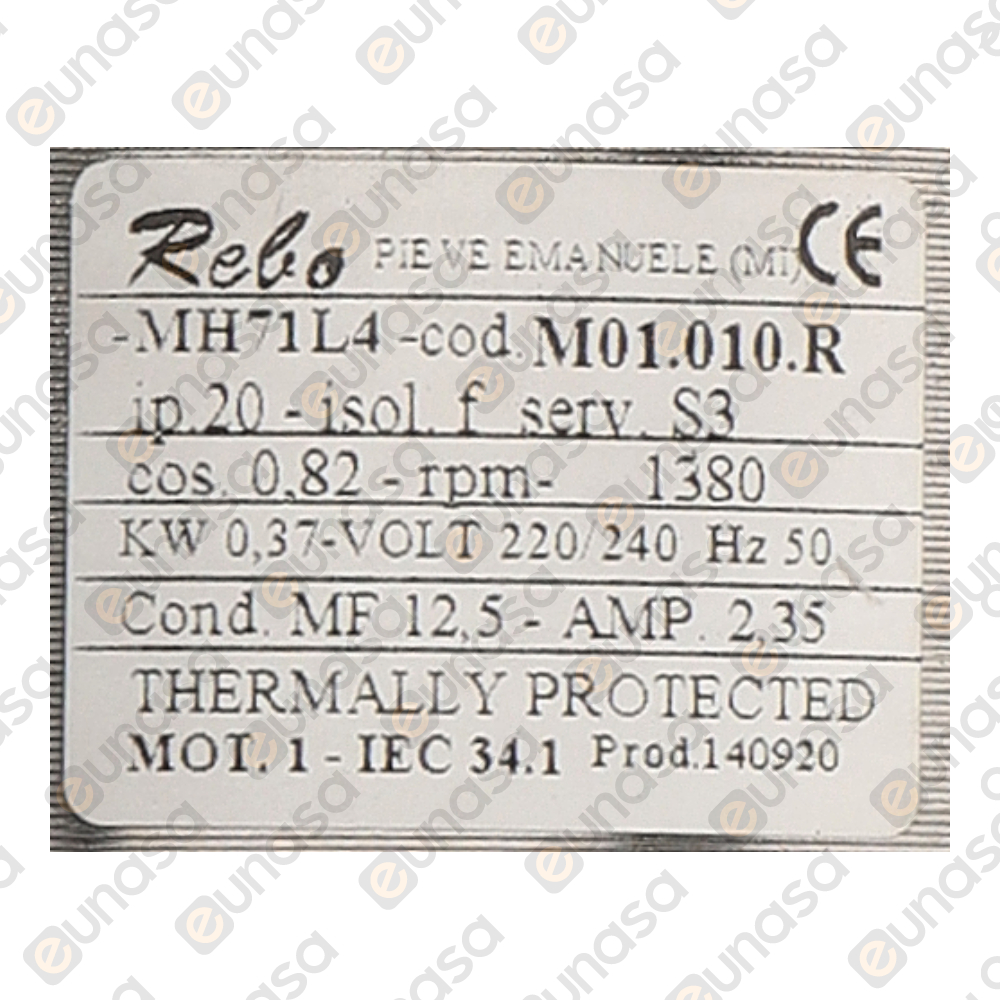 Rebo PIEVE EMANUELE (MI) CE
-MH71L4 -cod. M01.010.R
ip.20 - isol. f serv. S3
cos. 0,82 - rpm- 1380
KW 0,37-VOLT 220/240 Hz 50
Cond. MF 12,5 - AMP. 2,35
THERMALLY PROTECTED
MOT. 1 - IEC 34.1 Prod.140920
eunasa